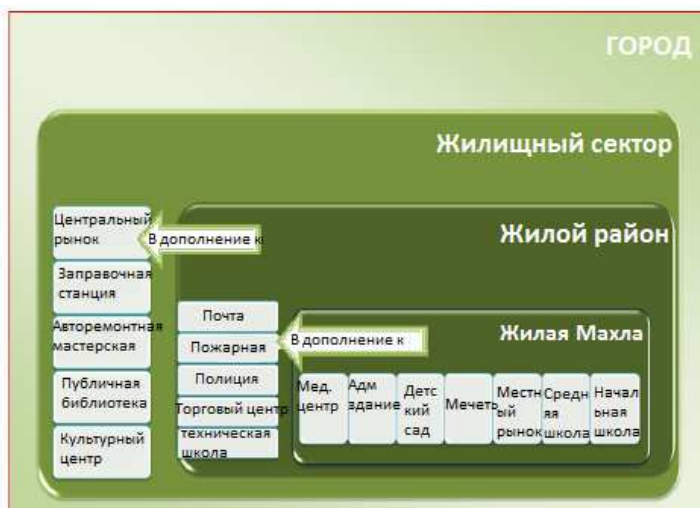 ГОРОД
Жилищный сектор
Центральный
рынок
В дополнение к
Жилой район
Заправочная
станция
Авторемонтная
мастерская
Публичная
библиотека
Культурный
центр
Почта
Пожарная
Полиция
Торговый центр
техническая
школа
В дополнение к
Жилая Махла
Мед.
центр
Адм
здание
Детс
кий
сад
Мечеть
Местн
ый
рынок
Средн
яя
школа
Начал
ьная
школа